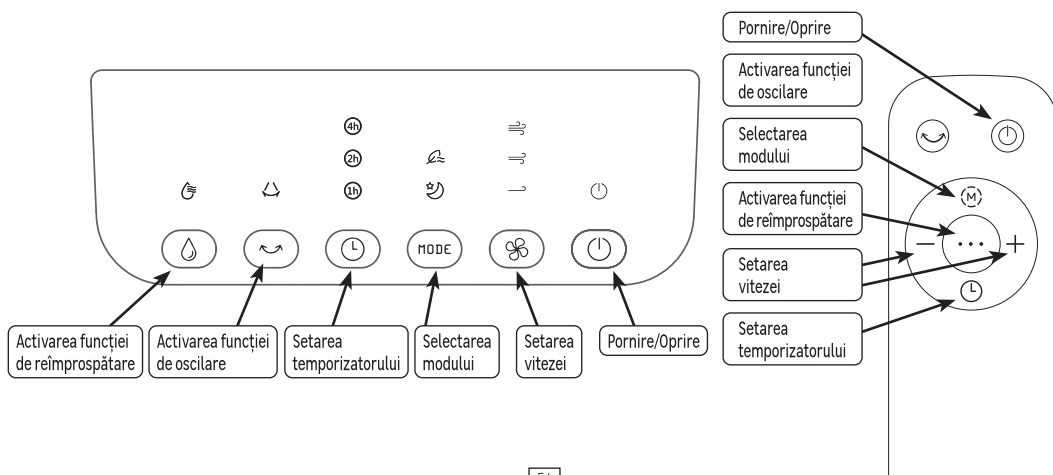 4h
2h
1h
MODE
Activarea funcției
de reîmprospătare
Activarea funcției
de oscilare
Setarea
temporizatorului
Selectarea
modului
Setarea
vitezei
Pornire/Oprire
Pornire/Oprire
Activarea funcției
de oscilare
Selectarea
modului
Activarea funcției
de reîmprospătare
Setarea
vitezei
Setarea
temporizatorului
M